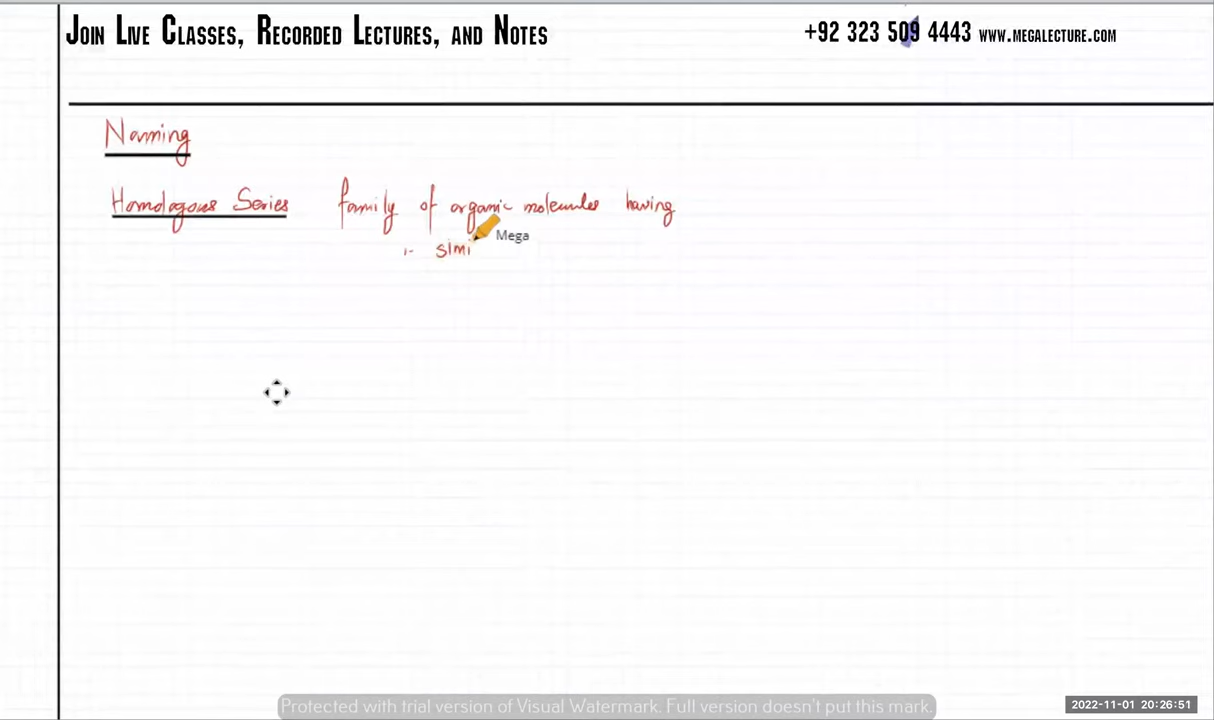 JOIN LIVE CLASSES, RECORDED LECTURES, AND NOTES
+92 323 509 4443 WWW.MEGALECTURE.COM
Naming
Homologous Series family of organic molecules having
1- simi
Mega
Protected with trial version of Visual Watermark. Full version doesn't put this mark.
2022-11-01 20:26:51